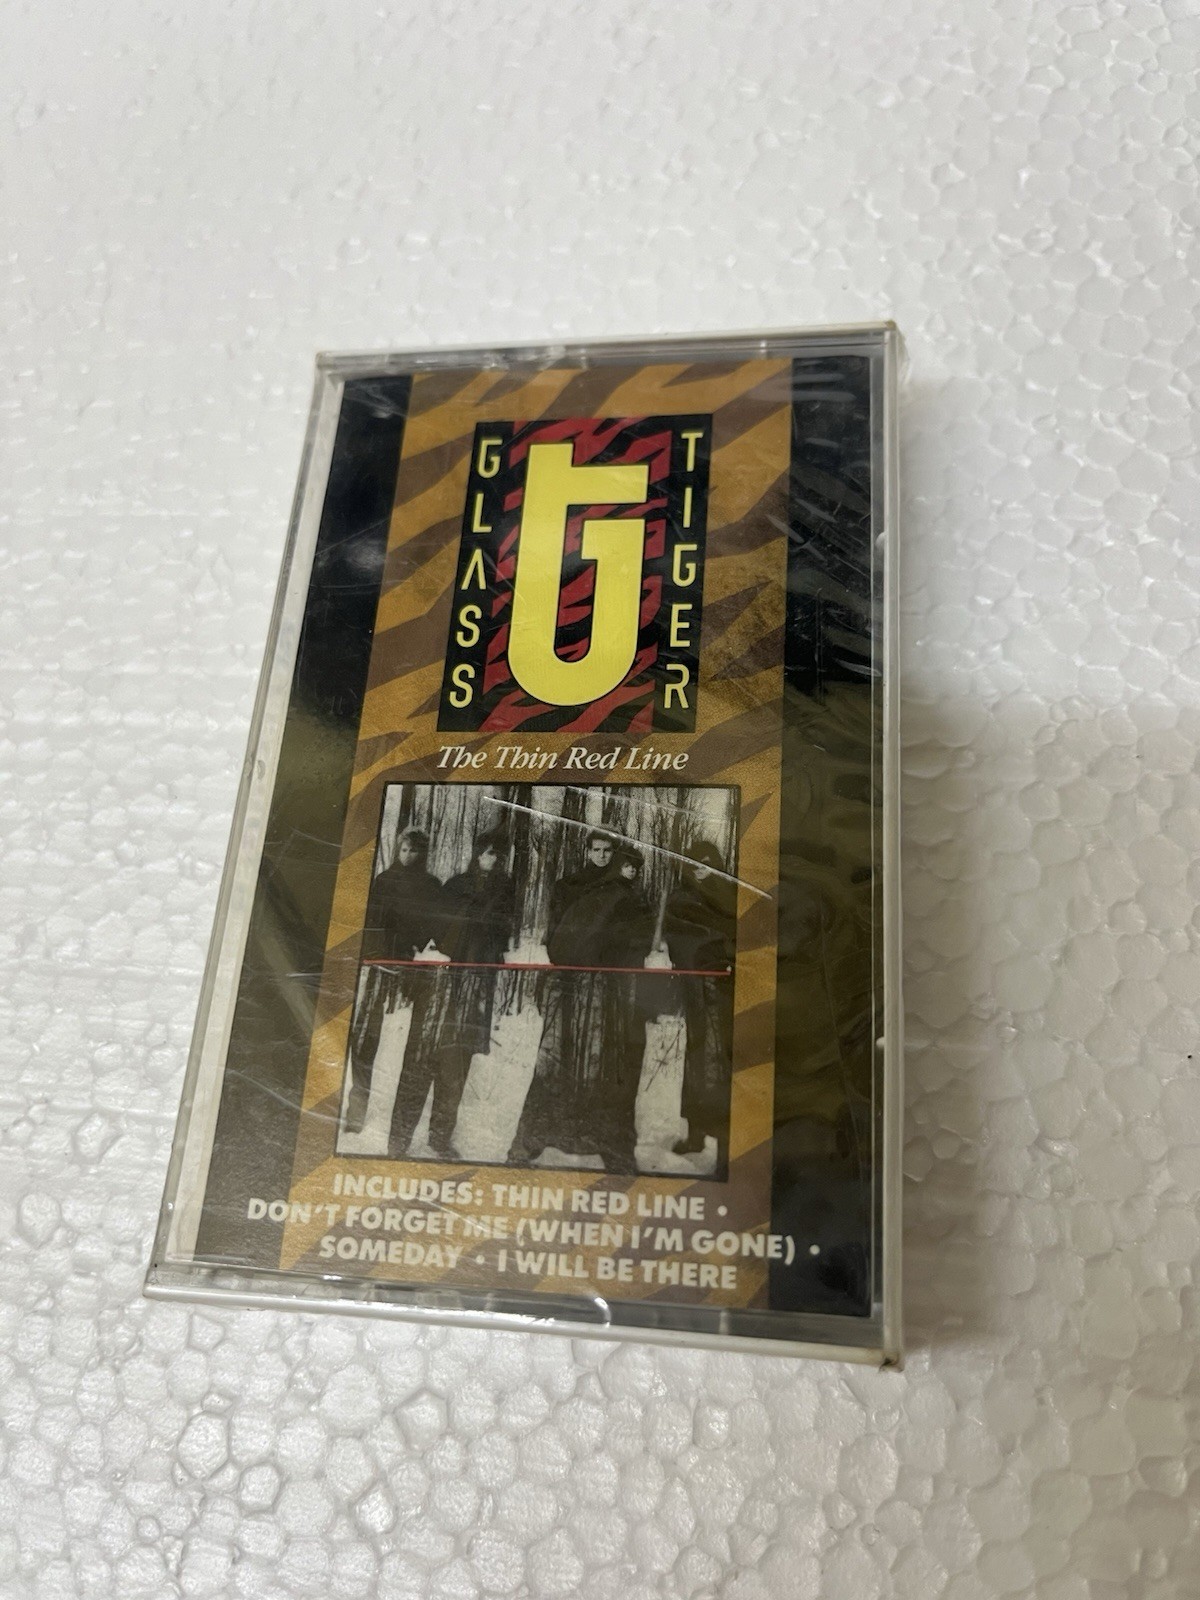 GLASS
tG
TIGER
The Thin Red Line
INCLUDES: THIN RED LINE •
DON'T FORGET ME (WHEN I'M GONE) •
SOMEDAY • I WILL BE THERE